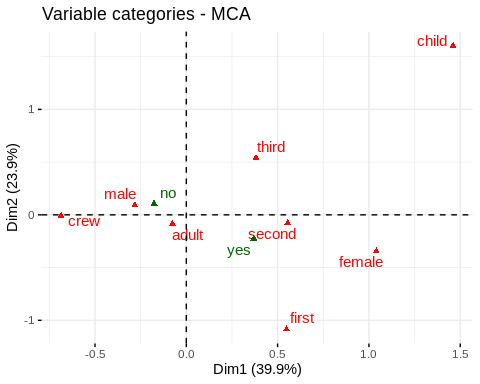 Variable categories - MCA
child
third
male
no
crew
adult
second
yes
female
first
1
0
-1
-0.5
0.0
0.5
1.0
1.5
Dim1 (39.9%)
Dim2 (23.9%)